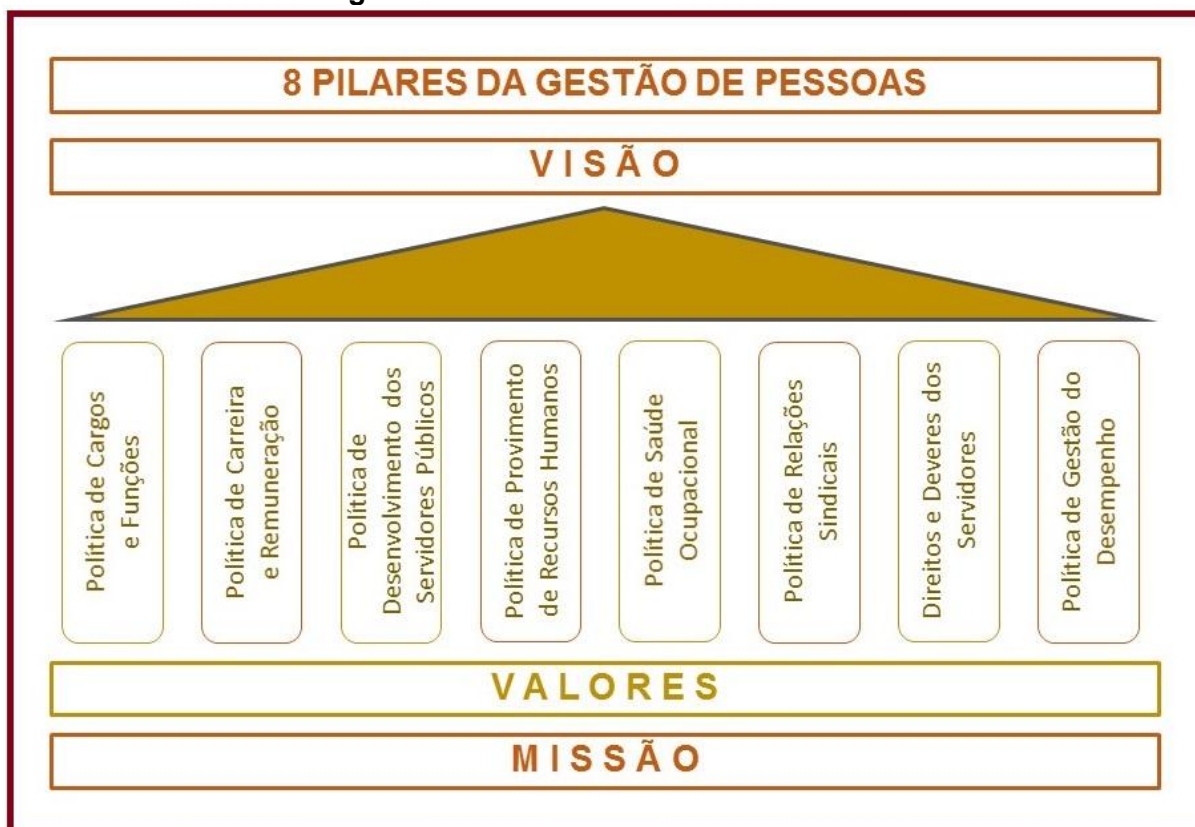 8 PILARES DA GESTÃO DE PESSOAS
VISÃO
Política de Cargos
e Funções
Política de Carreira
e Remuneração
Política de
Desenvolvimento dos
Servidores Públicos
Política de Provimento
de Recursos Humanos
Política de Saúde
Ocupacional
Política de Relações
Sindicais
Direitos e Deveres dos
Servidores
Política de Gestão do
Desempenho
VALORES
MISSÃO